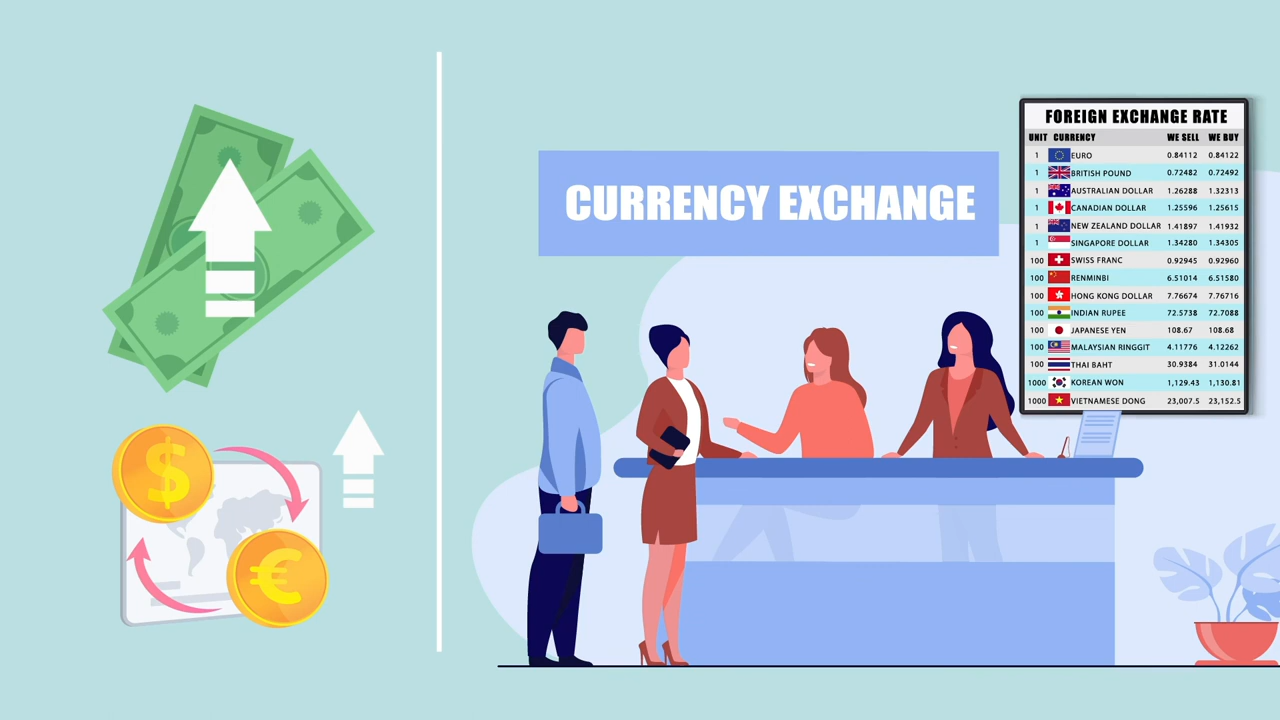 $
€
CURRENCY EXCHANGE
FOREIGN EXCHANGE RATE
UNIT CURRENCY WE SELL WE BUY
1 EURO 0.84112 0.84122
1 BRITISH POUND 0.72482 0.72492
1 AUSTRALIAN DOLLAR 1.26288 1.32313
1 CANADIAN DOLLAR 1.25596 1.25615
1 NEW ZEALAND DOLLAR 1.41897 1.41932
1 SINGAPORE DOLLAR 1.34280 1.34305
100 SWISS FRANC 0.92945 0.92960
100 RENMINBI 6.51014 6.51580
100 HONG KONG DOLLAR 7.76674 7.76716
100 INDIAN RUPEE 72.5738 72.7088
100 JAPANESE YEN 108.67 108.68
100 MALAYSIAN RINGGIT 4.11776 4.12262
100 THAI BAHT 30.9384 31.0144
1000 KOREAN WON 1,129.43 1,130.81
1000 VIETNAMESE DONG 23,007.5 23,152.5